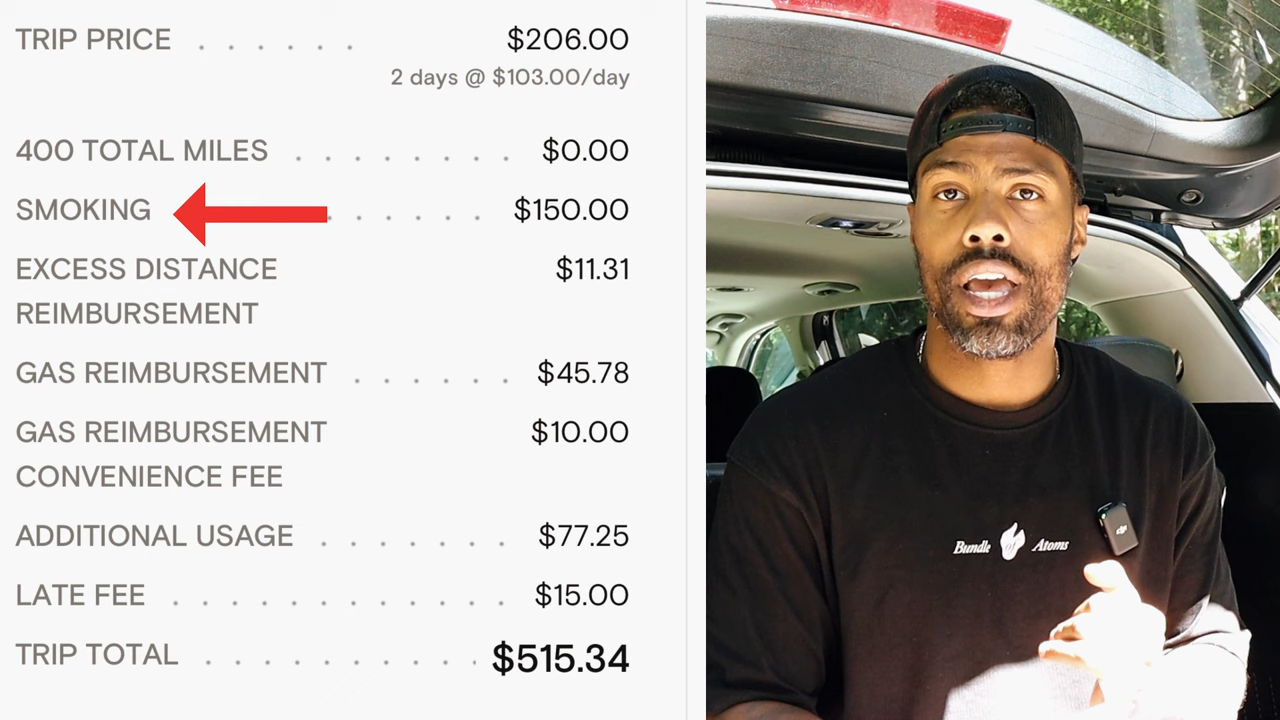 TRIP PRICE . . . . . . $206.00
2 days @ $103.00/day
400 TOTAL MILES . . . . . . . . $0.00
SMOKING . . . . $150.00
EXCESS DISTANCE $11.31
REIMBURSEMENT
GAS REIMBURSEMENT . . . . . . $45.78
GAS REIMBURSEMENT $10.00
CONVENIENCE FEE
ADDITIONAL USAGE . . . . . . . $77.25
LATE FEE . . . . . . . . . . . . $15.00
TRIP TOTAL . . . . . . . . . . . $515.34
Bundle of Atoms
dji